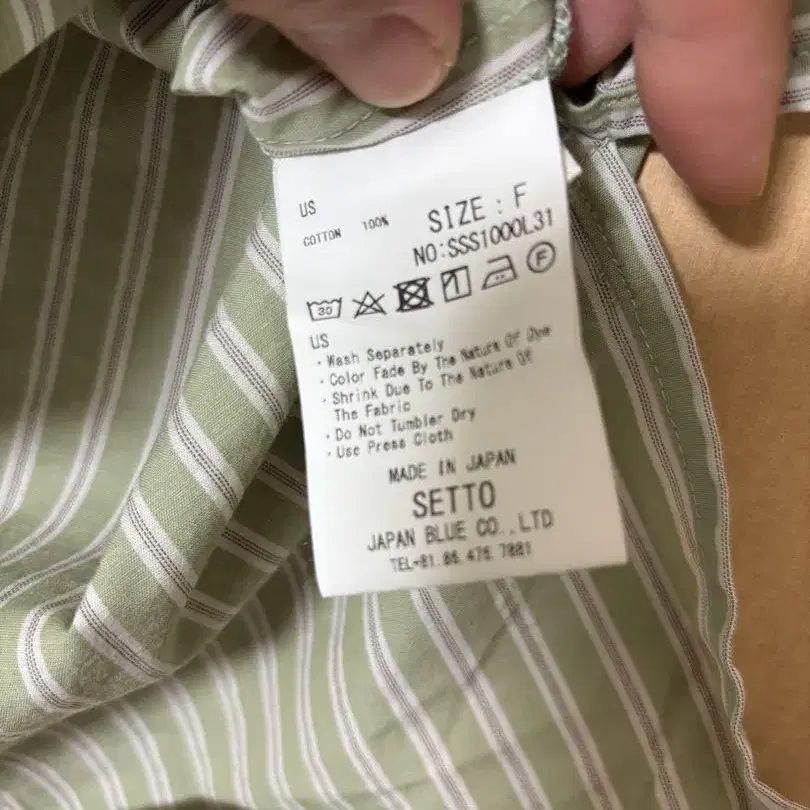 US
COTTON 100%
SIZE : F
NO:SSS1000L31
30
F
US
・Wash Separately
・Color Fade By The Nature Of Dye
・Shrink Due To The Nature Of
The Fabric
・Do Not Tumbler Dry
・Use Press Cloth
MADE IN JAPAN
SETTO
JAPAN BLUE CO.,LTD
TEL+81.86.476.7881